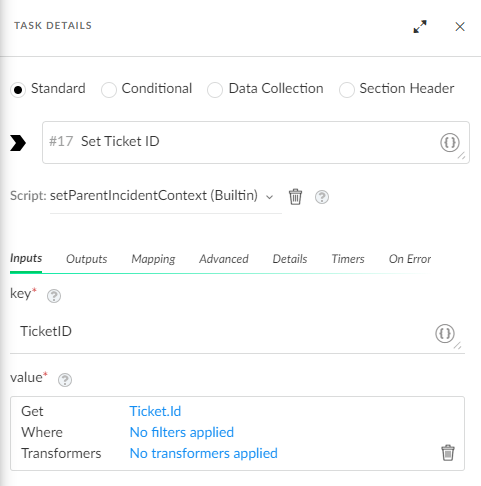 TASK DETAILS
Standard Conditional Data Collection Section Header
#17 Set Ticket ID
Script: setParentIncidentContext (Builtin)
Inputs Outputs Mapping Advanced Details Timers On Error
key*
TicketID
value*
Get Ticket.Id
Where No filters applied
Transformers No transformers applied